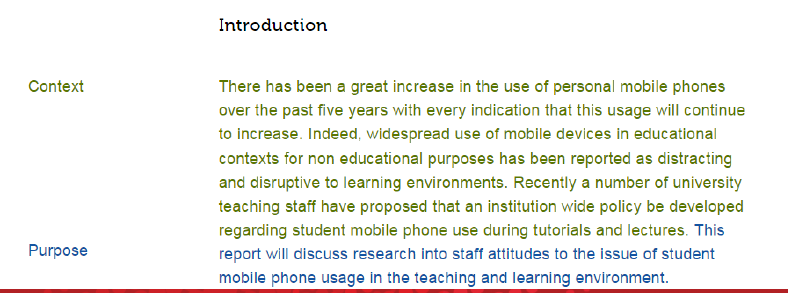 Introduction
Context
There has been a great increase in the use of personal mobile phones
over the past five years with every indication that this usage will continue
to increase. Indeed, widespread use of mobile devices in educational
contexts for non educational purposes has been reported as distracting
and disruptive to learning environments. Recently a number of university
teaching staff have proposed that an institution wide policy be developed
regarding student mobile phone use during tutorials and lectures. This
Purpose
report will discuss research into staff attitudes to the issue of student
mobile phone usage in the teaching and learning environment.